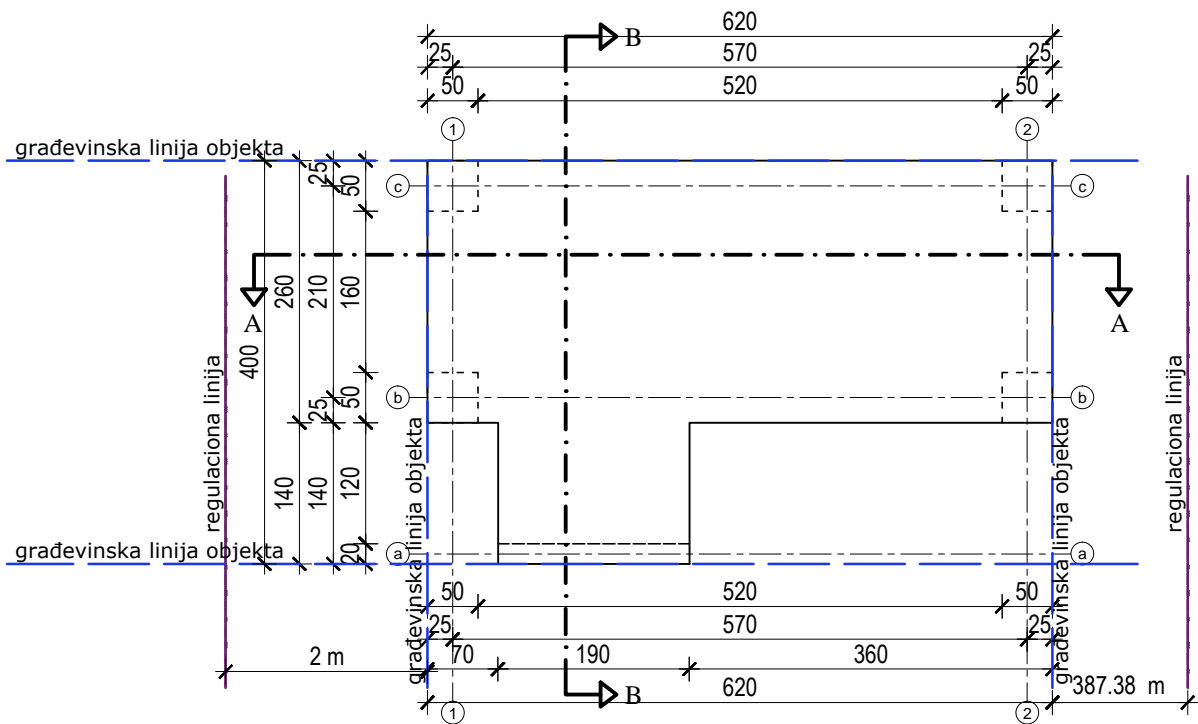 620
B
25 570 25
50 520 50
1 2
građevinska linija objekta
25
50
c c
260
210
160
A A
400
regulaciona linija
regulaciona linija
b b
25
50
građevinska linija objekta
građevinska linija objekta
140
140
120
20
građevinska linija objekta
a a
50 520 50
25 570 25
2 m
70 190 360
387.38 m
B
620
1 2